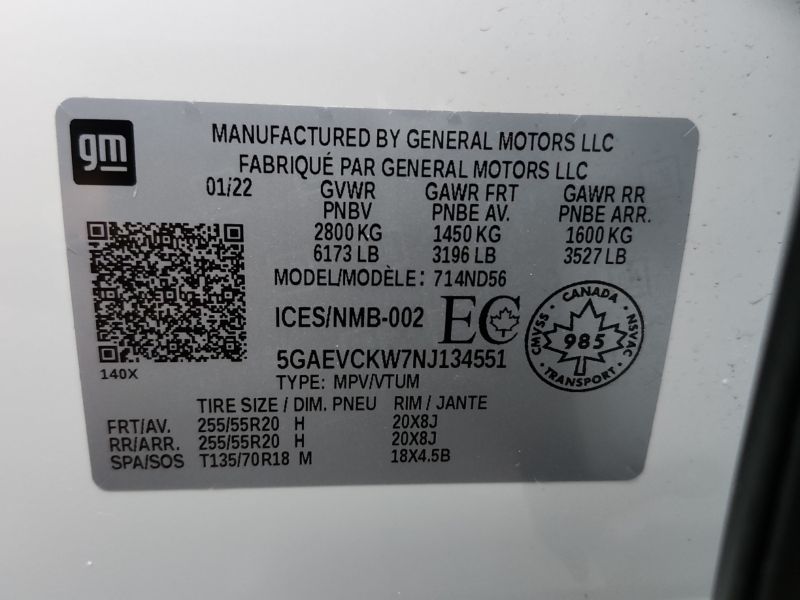 gm
MANUFACTURED BY GENERAL MOTORS LLC
FABRIQUÉ PAR GENERAL MOTORS LLC
01/22 GVWR GAWR FRT GAWR RR
PNBV PNBE AV. PNBE ARR.
2800 KG 1450 KG 1600 KG
6173 LB 3196 LB 3527 LB
MODEL/MODÈLE: 714ND56
ICES/NMB-002 EC
CANADA
CMVSS 985 NSVAC
TRANSPORT
5GAEVCKW7NJ134551
140X
TYPE: MPV/VTUM
TIRE SIZE / DIM. PNEU RIM / JANTE
FRT/AV. 255/55R20 H 20X8J
RR/ARR. 255/55R20 H 20X8J
SPA/SOS T135/70R18 M 18X4.5B